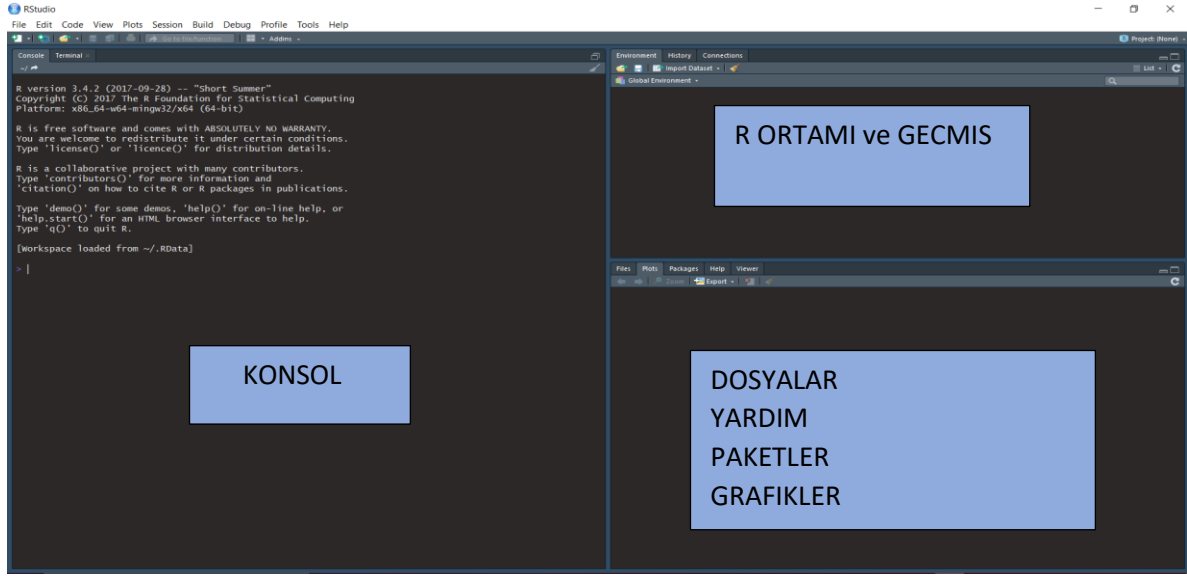 RStudio
File Edit Code View Plots Session Build Debug Profile Tools Help
Go to file/function Addins Project: (None)
Console Terminal
~/
R version 3.4.2 (2017-09-28) -- "Short Summer"
Copyright (C) 2017 The R Foundation for Statistical Computing
Platform: x86_64-w64-mingw32/x64 (64-bit)
R is free software and comes with ABSOLUTELY NO WARRANTY.
You are welcome to redistribute it under certain conditions.
Type 'license()' or 'licence()' for distribution details.
R is a collaborative project with many contributors.
Type 'contributors()' for more information and
'citation()' on how to cite R or R packages in publications.
Type 'demo()' for some demos, 'help()' for on-line help, or
'help.start()' for an HTML browser interface to help.
Type 'q()' to quit R.
[Workspace loaded from ~/.RData]
>
KONSOL
Environment History Connections
Import Dataset List
Global Environment
R ORTAMI ve GECMIS
Files Plots Packages Help Viewer
Zoom Export
DOSYALAR
YARDIM
PAKETLER
GRAFIKLER